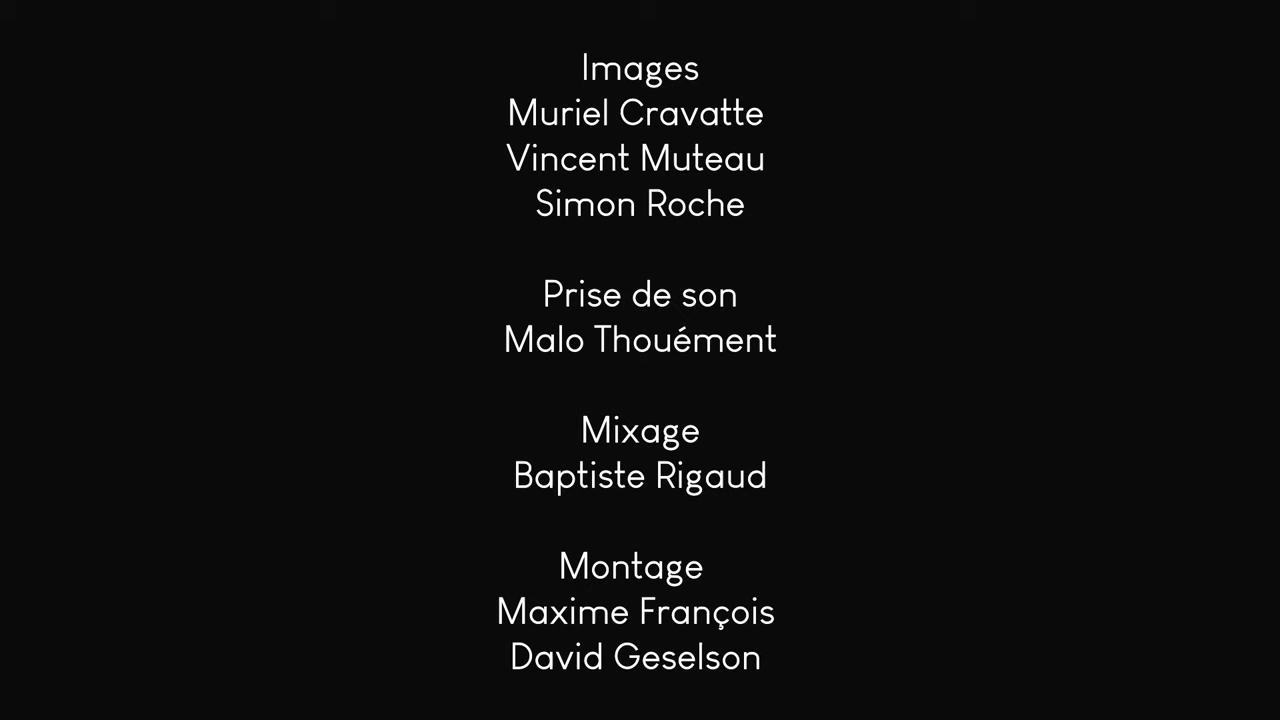 Images
Muriel Cravatte
Vincent Muteau
Simon Roche
Prise de son
Malo Thouément
Mixage
Baptiste Rigaud
Montage
Maxime François
David Geselson